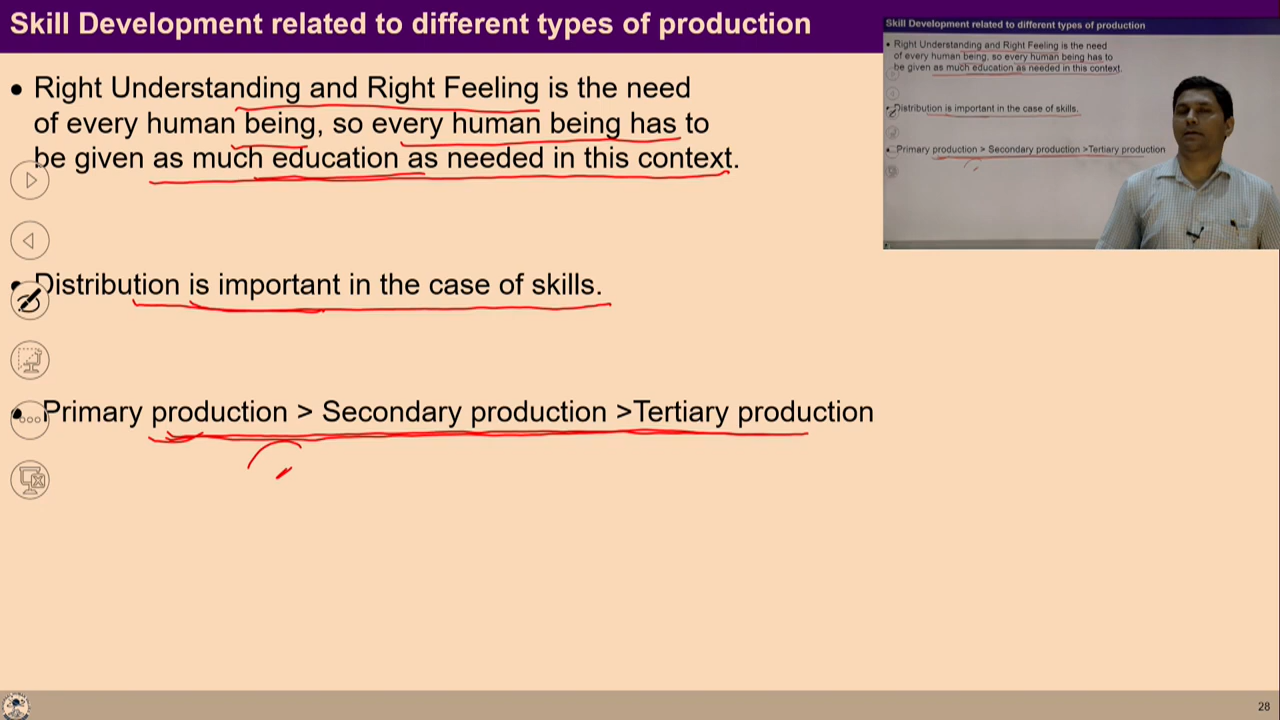 Skill Development related to different types of production
• Right Understanding and Right Feeling is the need
of every human being, so every human being has to
be given as much education as needed in this context.
• Distribution is important in the case of skills.
• Primary production > Secondary production >Tertiary production
Skill Development related to different types of production
• Right Understanding and Right Feeling is the need
of every human being, so every human being has to
be given as much education as needed in this context.
Distribution is important in the case of skills.
Primary production > Secondary production >Tertiary production
28